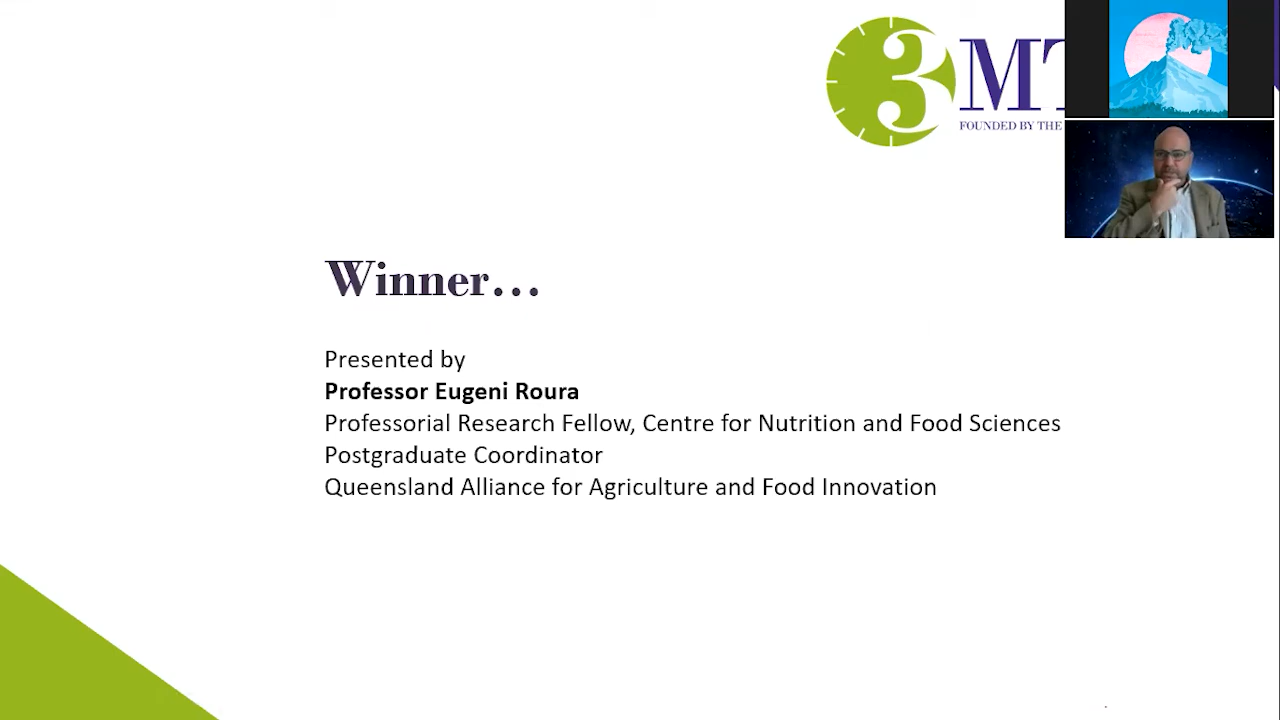 3MT
FOUNDED BY THE
Winner...
Presented by
Professor Eugeni Roura
Professorial Research Fellow, Centre for Nutrition and Food Sciences
Postgraduate Coordinator
Queensland Alliance for Agriculture and Food Innovation